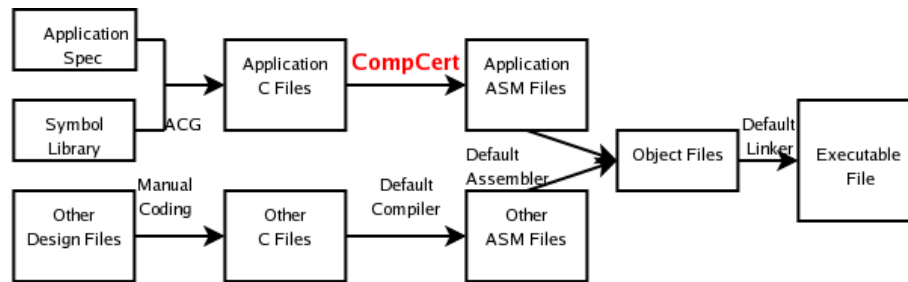 Application
Spec
Symbol
Library
ACG
Application
C Files
CompCert
Application
ASM Files
Other
Design Files
Manual
Coding
Other
C Files
Default
Compiler
Other
ASM Files
Default
Assembler
Object Files
Default
Linker
Executable
File